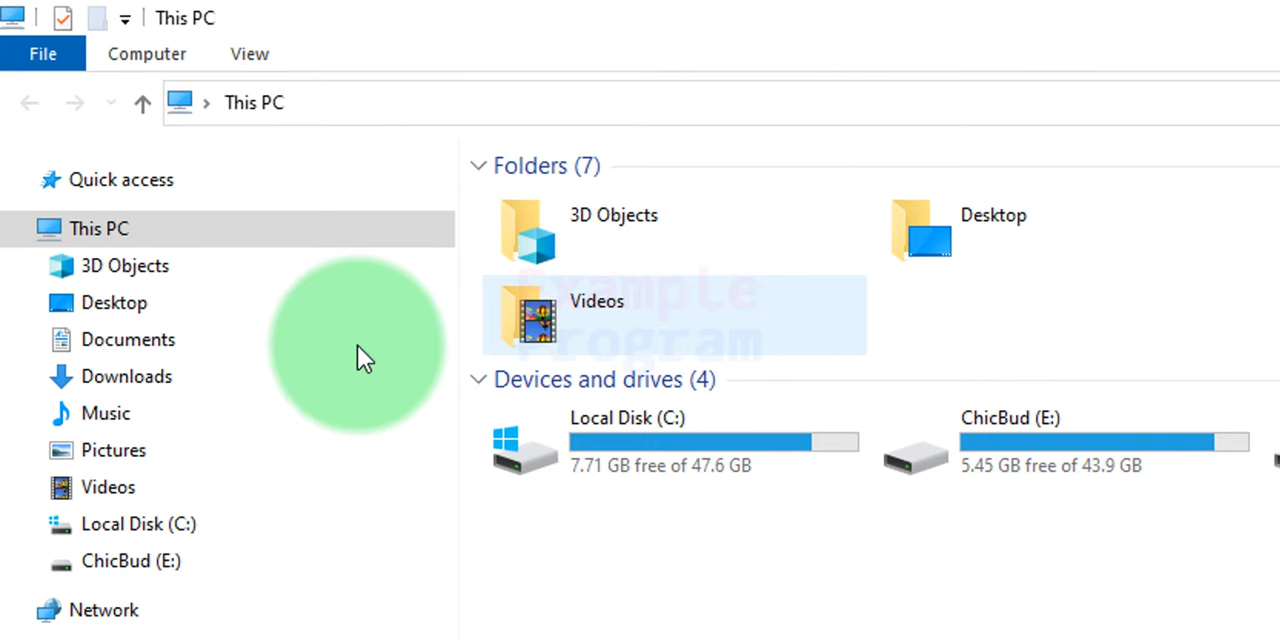 This PC
File Computer View
This PC
Quick access
This PC
3D Objects
Desktop
Documents
Downloads
Music
Pictures
Videos
Local Disk (C:)
ChicBud (E:)
Network
Folders (7)
3D Objects
Desktop
Videos
Example
Program
Devices and drives (4)
Local Disk (C:)
7.71 GB free of 47.6 GB
ChicBud (E:)
5.45 GB free of 43.9 GB